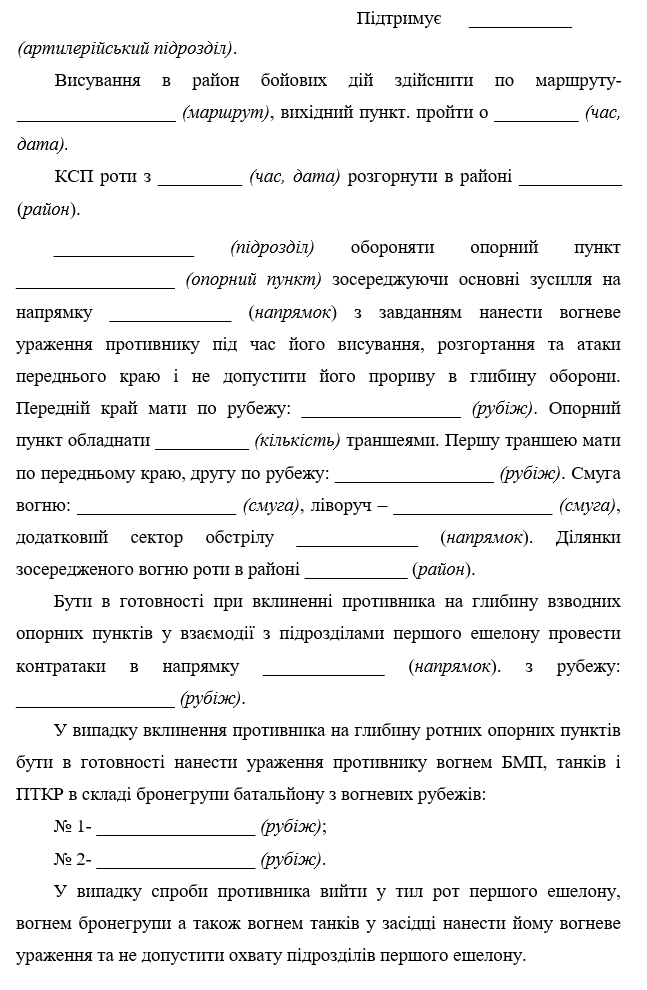 Підтримує ___________
(артилерійський підрозділ).
Висування в район бойових дій здійснити по маршруту-
_________________ (маршрут), вихідний пункт. пройти о _________ (час,
дата).
КСП роти з _________ (час, дата) розгорнути в районі ___________
(район).
_______________ (підрозділ) обороняти опорний пункт
_________________ (опорний пункт) зосереджуючи основні зусилля на
напрямку _____________ (напрямок) з завданням нанести вогневе
ураження противнику під час його висування, розгортання та атаки
переднього краю і не допустити його прориву в глибину оборони.
Передній край мати по рубежу: _________________ (рубіж). Опорний
пункт обладнати __________ (кількість) траншеями. Першу траншею мати
по передньому краю, другу по рубежу: _________________ (рубіж). Смуга
вогню: _________________ (смуга), ліворуч – _________________ (смуга),
додатковий сектор обстрілу _____________ (напрямок). Ділянки
зосередженого вогню роти в районі ___________ (район).
Бути в готовності при вклиненні противника на глибину взводних
опорних пунктів у взаємодії з підрозділами першого ешелону провести
контратаки в напрямку _____________ (напрямок). з рубежу:
_________________ (рубіж).
У випадку вклинення противника на глибину ротних опорних пунктів
бути в готовності нанести ураження противнику вогнем БМП, танків і
ПТКР в складі бронегрупи батальйону з вогневих рубежів:
№ 1- _________________ (рубіж);
№ 2- _________________ (рубіж).
У випадку спроби противника вийти у тил рот першого ешелону,
вогнем бронегрупи а також вогнем танків у засідці нанести йому вогневе
ураження та не допустити охвату підрозділів першого ешелону.